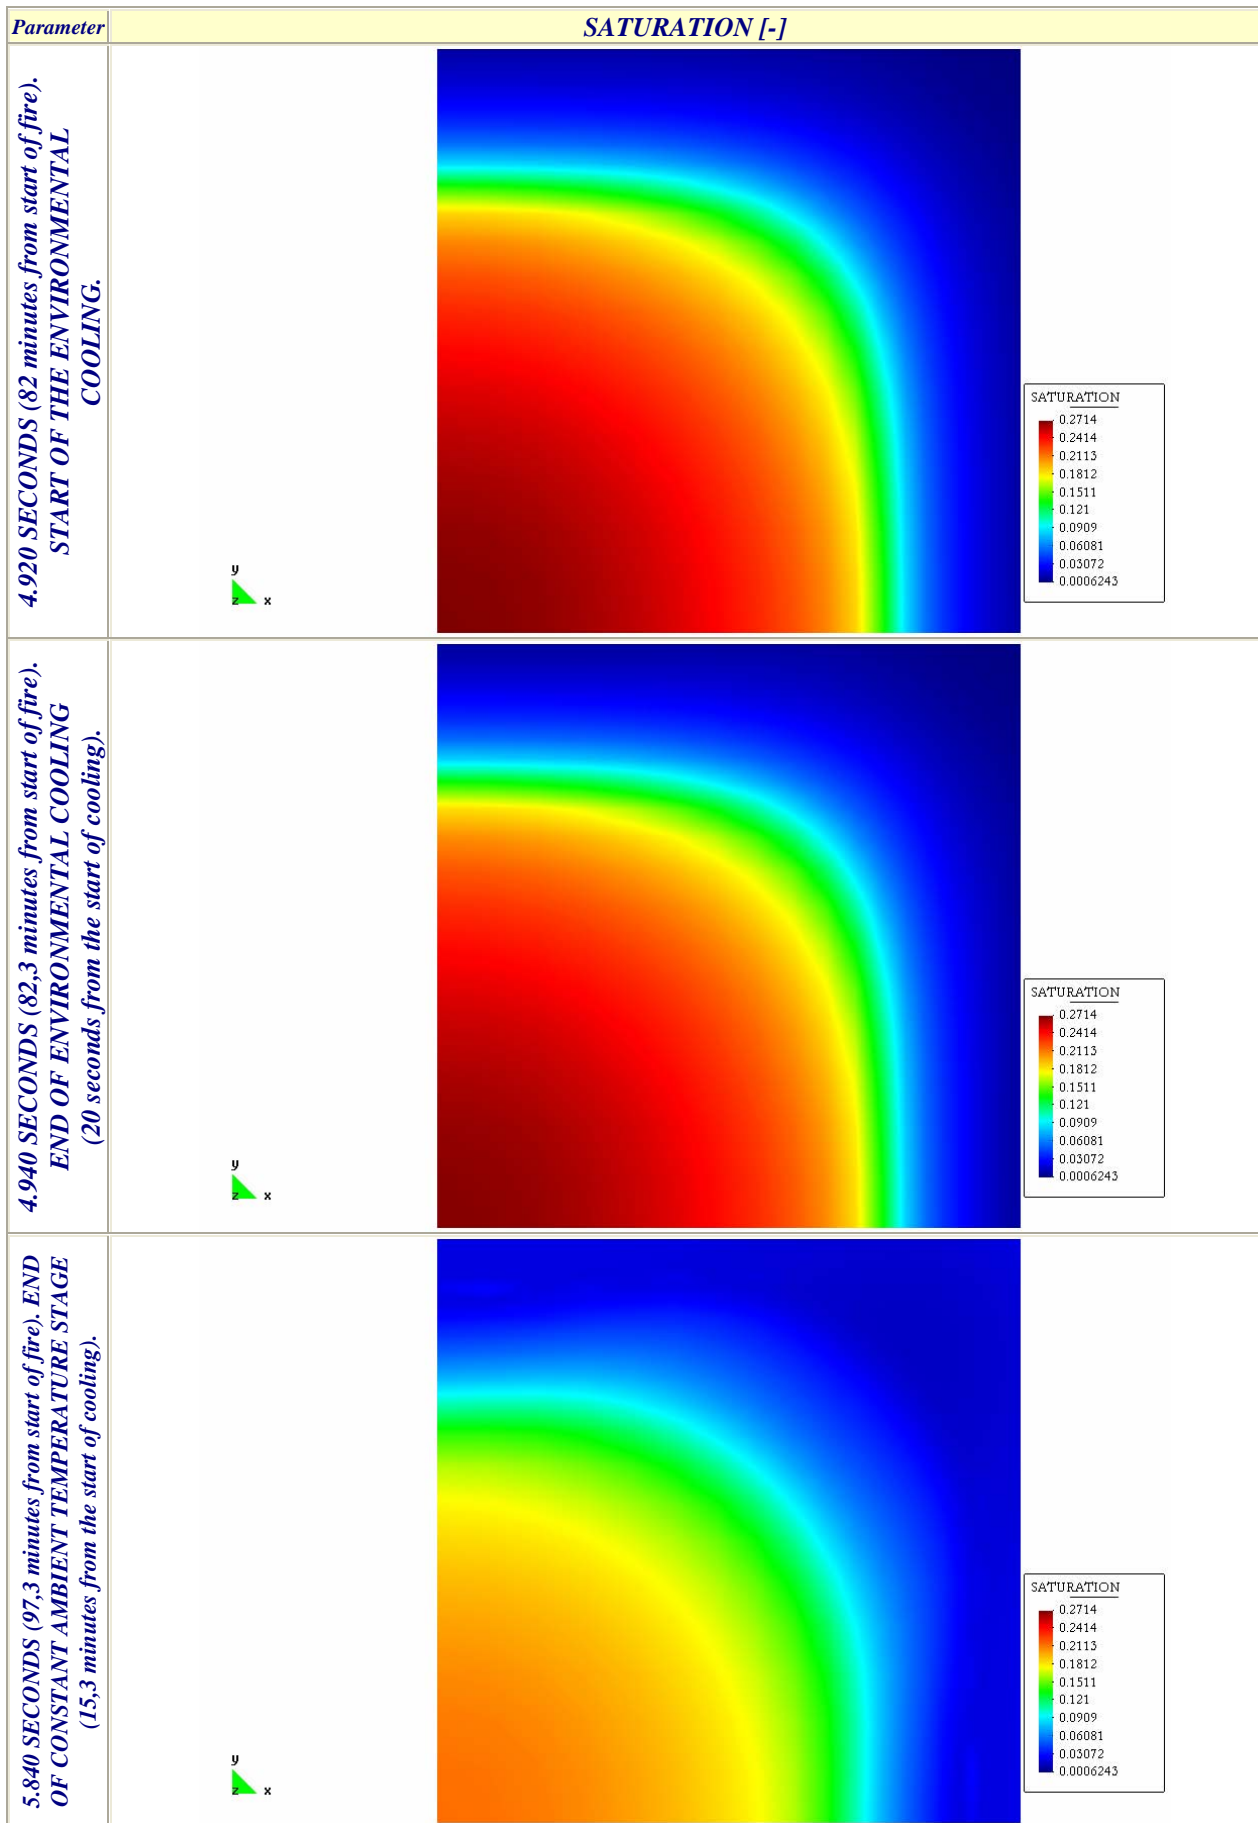 Parameter
SATURATION [-]
4.920 SECONDS (82 minutes from start of fire).
START OF THE ENVIRONMENTAL
COOLING.
y
z x
SATURATION
0.2714
0.2414
0.2113
0.1812
0.1511
0.121
0.0909
0.06081
0.03072
0.0006243
4.940 SECONDS (82,3 minutes from start of fire).
END OF ENVIRONMENTAL COOLING
(20 seconds from the start of cooling).
y
z x
SATURATION
0.2714
0.2414
0.2113
0.1812
0.1511
0.121
0.0909
0.06081
0.03072
0.0006243
5.840 SECONDS (97,3 minutes from start of fire). END
OF CONSTANT AMBIENT TEMPERATURE STAGE
(15,3 minutes from the start of cooling).
y
z x
SATURATION
0.2714
0.2414
0.2113
0.1812
0.1511
0.121
0.0909
0.06081
0.03072
0.0006243